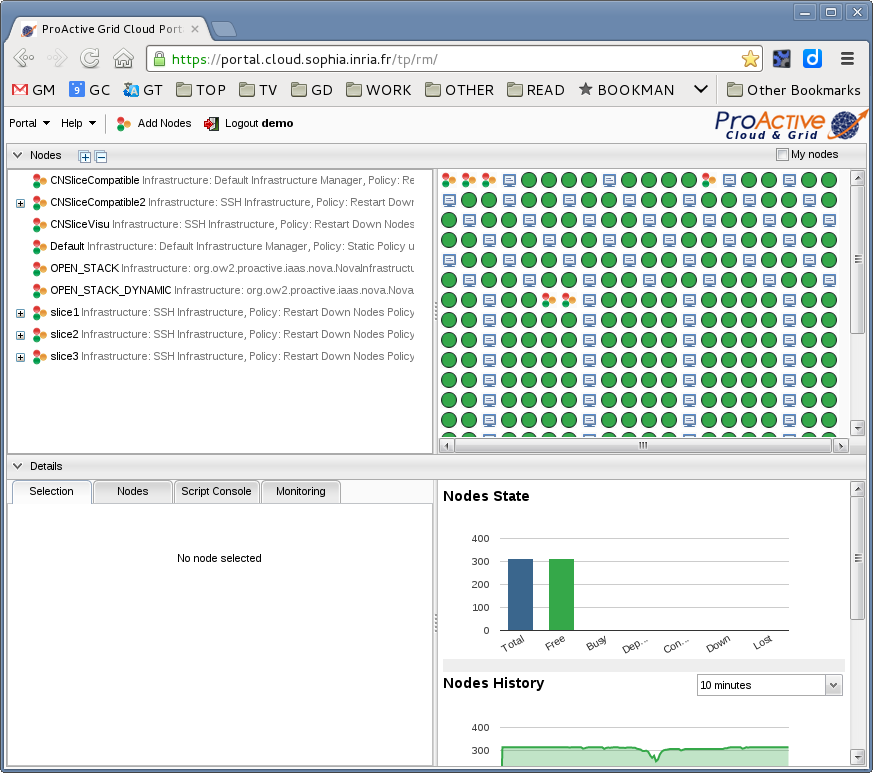 ProActive Grid Cloud Port
https://portal.cloud.sophia.inria.fr/tp/rm/
GM GC GT TOP TV GD WORK OTHER READ BOOKMAN Other Bookmarks
Portal Help Add Nodes Logout demo
ProActive
Cloud & Grid
Nodes My nodes
CNSliceCompatible Infrastructure: Default Infrastructure Manager, Policy: Re
CNSliceCompatible2 Infrastructure: SSH Infrastructure, Policy: Restart Down
CNSliceVisu Infrastructure: SSH Infrastructure, Policy: Restart Down Nodes
Default Infrastructure: Default Infrastructure Manager, Policy: Static Policy u
OPEN_STACK Infrastructure: org.ow2.proactive.iaas.nova.NovaInfrastructu
OPEN_STACK_DYNAMIC Infrastructure: org.ow2.proactive.iaas.nova.Nova
slice1 Infrastructure: SSH Infrastructure, Policy: Restart Down Nodes Policy
slice2 Infrastructure: SSH Infrastructure, Policy: Restart Down Nodes Policy
slice3 Infrastructure: SSH Infrastructure, Policy: Restart Down Nodes Policy
Details
Selection Nodes Script Console Monitoring
No node selected
Nodes State
400
300
200
100
0
Total Free Busy Dep... Con... Down Lost
Nodes History 10 minutes
400
300